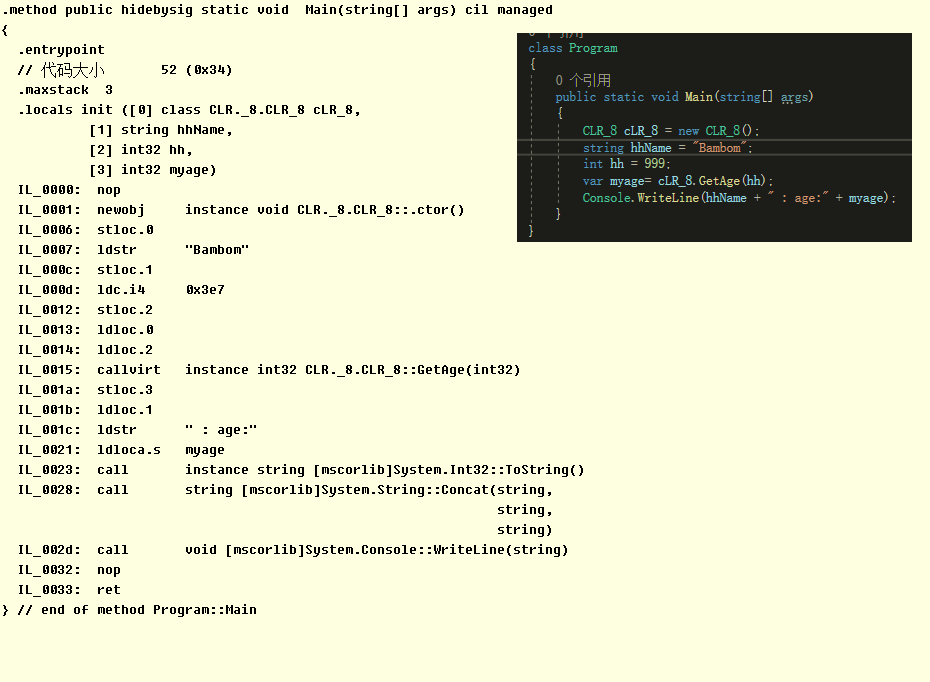 .method public hidebysig static void  Main(string[] args) cil managed
{
  .entrypoint
  // 代码大小       52 (0x34)
  .maxstack  3
  .locals init ([0] class CLR._8.CLR_8 cLR_8,
           [1] string hhName,
           [2] int32 hh,
           [3] int32 myage)
  IL_0000:  nop
  IL_0001:  newobj     instance void CLR._8.CLR_8::.ctor()
  IL_0006:  stloc.0
  IL_0007:  ldstr      "Bambom"
  IL_000c:  stloc.1
  IL_000d:  ldc.i4     0x3e7
  IL_0012:  stloc.2
  IL_0013:  ldloc.0
  IL_0014:  ldloc.2
  IL_0015:  callvirt   instance int32 CLR._8.CLR_8::GetAge(int32)
  IL_001a:  stloc.3
  IL_001b:  ldloc.1
  IL_001c:  ldstr      " : age:"
  IL_0021:  ldloca.s   myage
  IL_0023:  call       instance string [mscorlib]System.Int32::ToString()
  IL_0028:  call       string [mscorlib]System.String::Concat(string,
                                                              string,
                                                              string)
  IL_002d:  call       void [mscorlib]System.Console::WriteLine(string)
  IL_0032:  nop
  IL_0033:  ret
} // end of method Program::Main
class Program
{
    0 个引用
    public static void Main(string[] args)
    {
        CLR_8 cLR_8 = new CLR_8();
        string hhName = "Bambom";
        int hh = 999;
        var myage= cLR_8.GetAge(hh);
        Console.WriteLine(hhName + " : age:" + myage);
    }
}